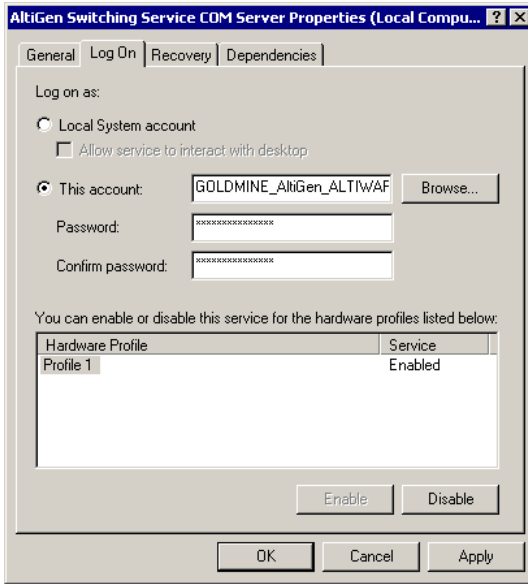 AltiGen Switching Service COM Server Properties (Local Compu... ? X
General Log On Recovery Dependencies
Log on as:
Local System account
Allow service to interact with desktop
This account: GOLDMINE_AltiGen_ALTIWAF Browse...
Password: ***************
Confirm password: ***************
You can enable or disable this service for the hardware profiles listed below:
Hardware Profile Service
Profile 1 Enabled
Enable Disable
OK Cancel Apply